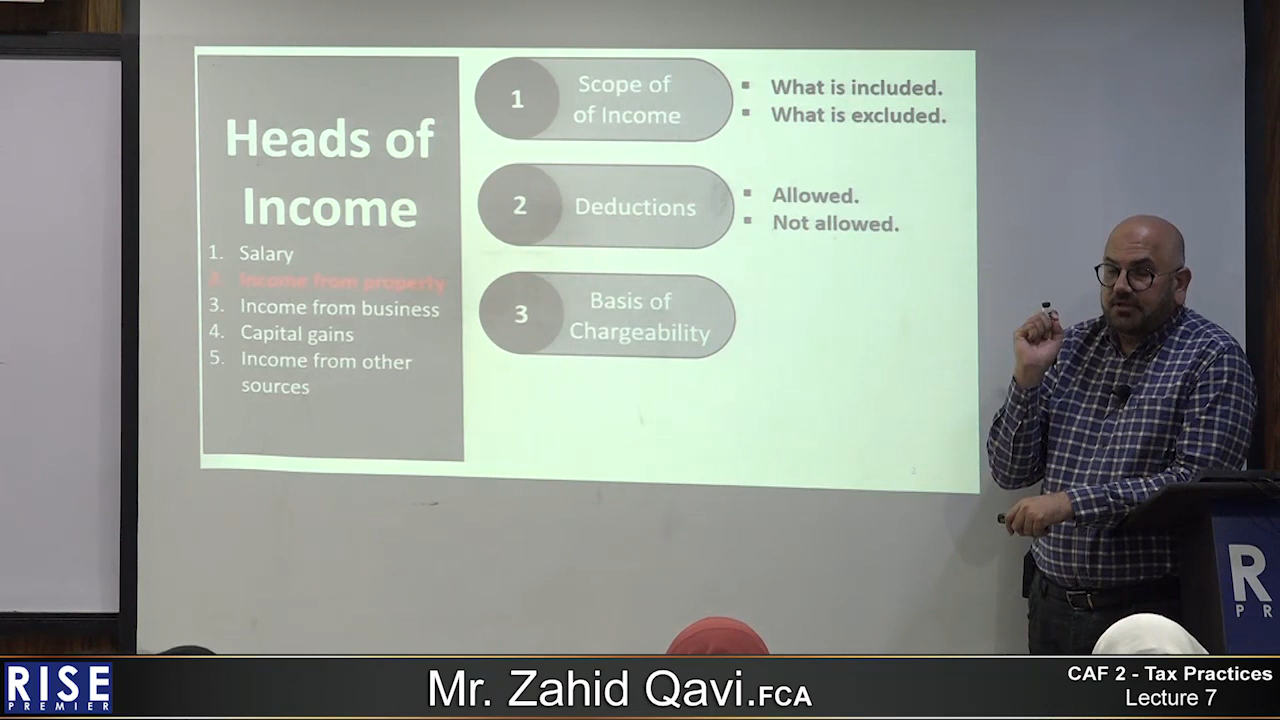 Heads of
Income
1. Salary
2. Income from property
3. Income from business
4. Capital gains
5. Income from other
sources
1
Scope of
of Income
▪ What is included.
▪ What is excluded.
2
Deductions
▪ Allowed.
▪ Not allowed.
3
Basis of
Chargeability
2
R
PR
RISE
PREMIER
Mr. Zahid Qavi.FCA
CAF 2 - Tax Practices
Lecture 7